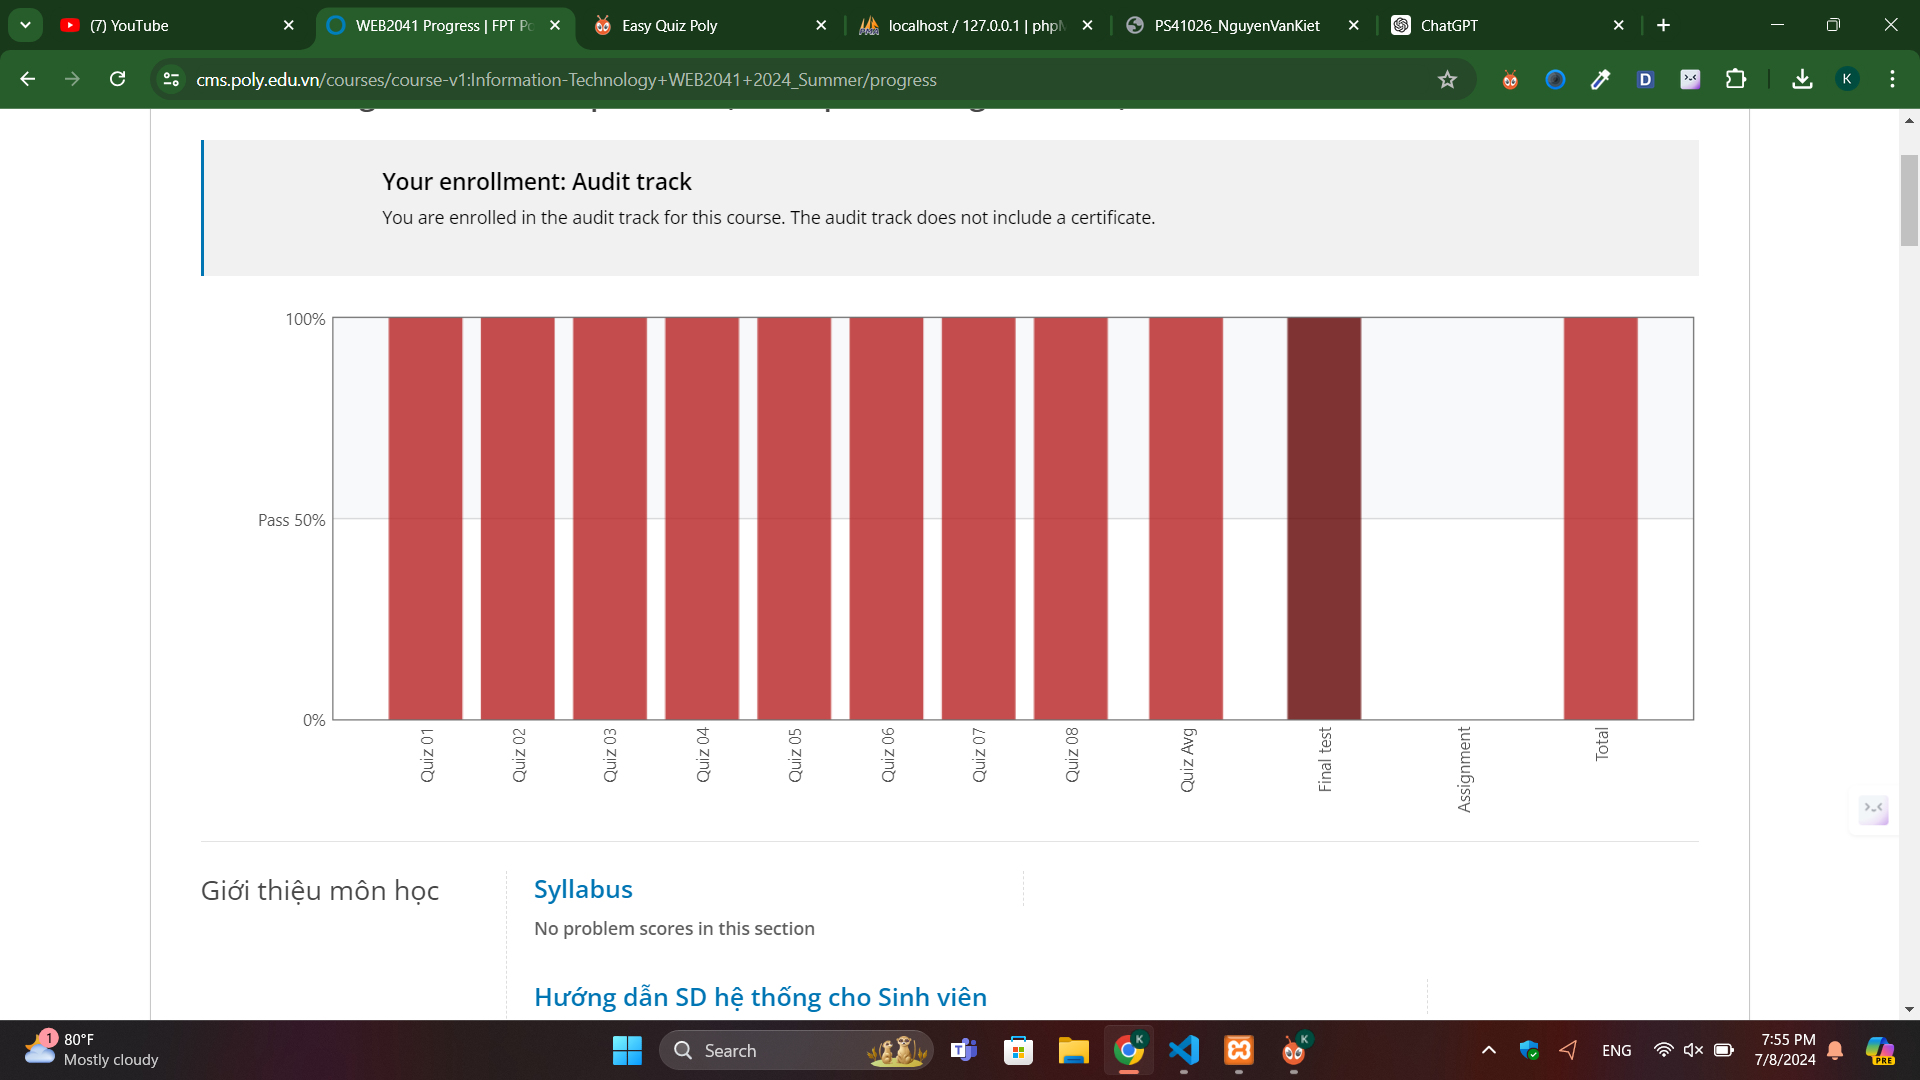 (7) YouTube
WEB2041 Progress | FPT Po
Easy Quiz Poly
localhost / 127.0.0.1 | phpM
PS41026_NguyenVanKiet
ChatGPT
cms.poly.edu.vn/courses/course-v1:Information-Technology+WEB2041+2024_Summer/progress
K
Your enrollment: Audit track
You are enrolled in the audit track for this course. The audit track does not include a certificate.
100%
Pass 50%
0%
Quiz 01
Quiz 02
Quiz 03
Quiz 04
Quiz 05
Quiz 06
Quiz 07
Quiz 08
Quiz Avg
Final test
Assignment
Total
Giới thiệu môn học
Syllabus
No problem scores in this section
Hướng dẫn SD hệ thống cho Sinh viên
1
80°F
Mostly cloudy
Search
K
K
ENG
7:55 PM
7/8/2024
PRE